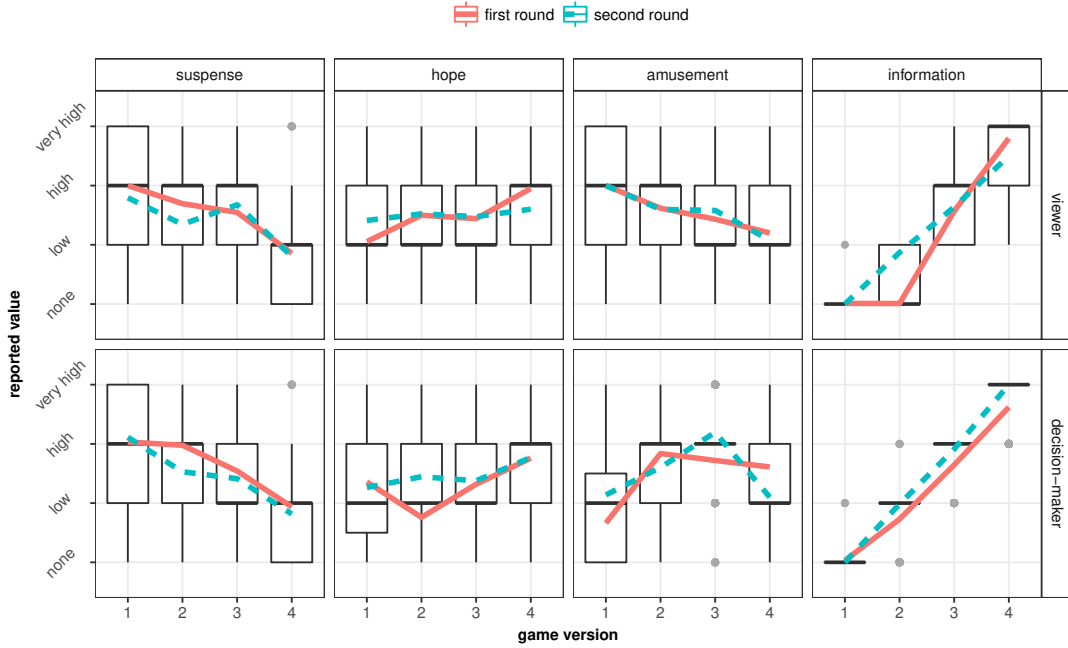 first round second round
suspense hope amusement information
very high
high
low
none
viewer
very high
high
low
none
decision−maker
reported value
1 2 3 4 1 2 3 4 1 2 3 4 1 2 3 4
game version